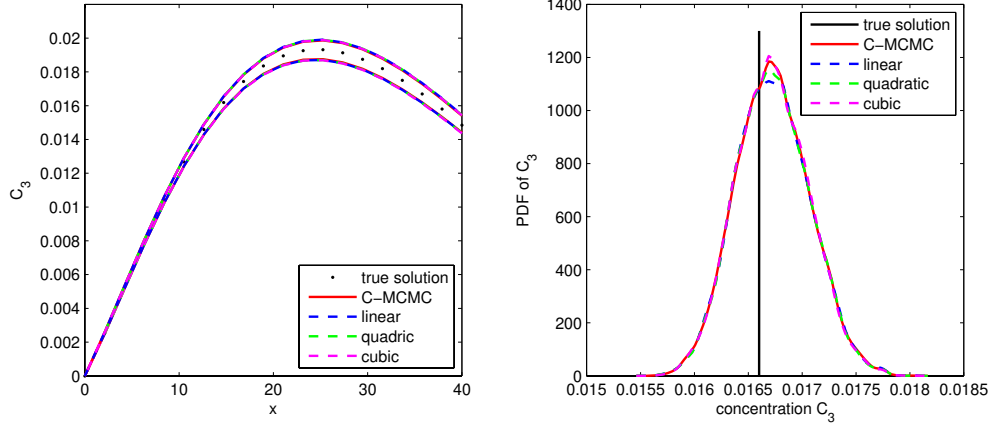 0.02
0.018
0.016
0.014
0.012
0.01
0.008
0.006
0.004
0.002
0
C₃
0 10 20 30 40
x
true solution
C−MCMC
linear
quadric
cubic
1400
1200
1000
800
600
400
200
0
PDF of C₃
0.015 0.0155 0.016 0.0165 0.017 0.0175 0.018 0.0185
concentration C₃
true solution
C−MCMC
linear
quadratic
cubic